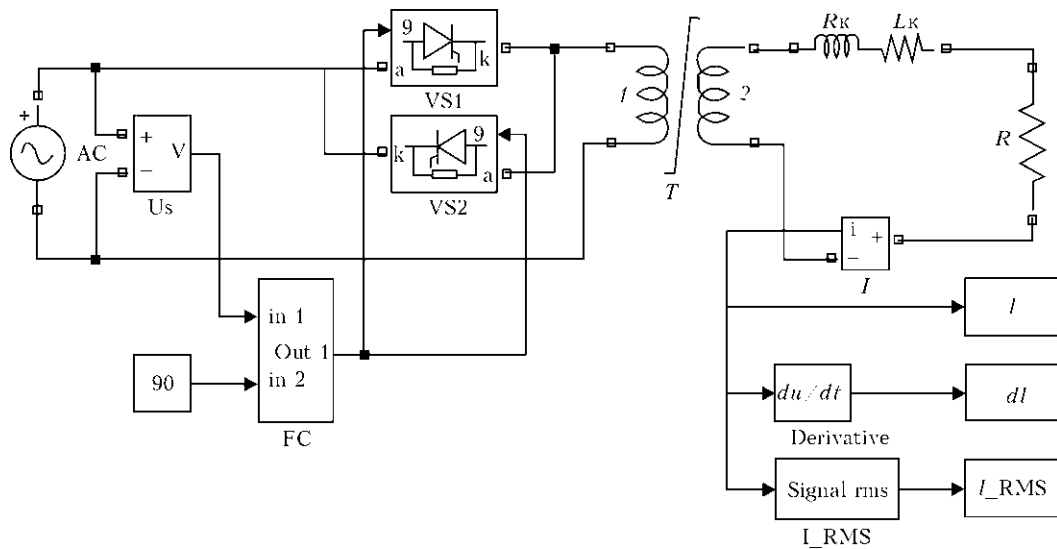 9
a
k
VS1
k
9
a
VS2
+
AC
+
−
V
Us
1
2
T
Rк
Lк
R
i
+
−
I
in 1
Out 1
in 2
FC
90
I
du/dt
Derivative
dI
Signal rms
I_RMS
I_RMS